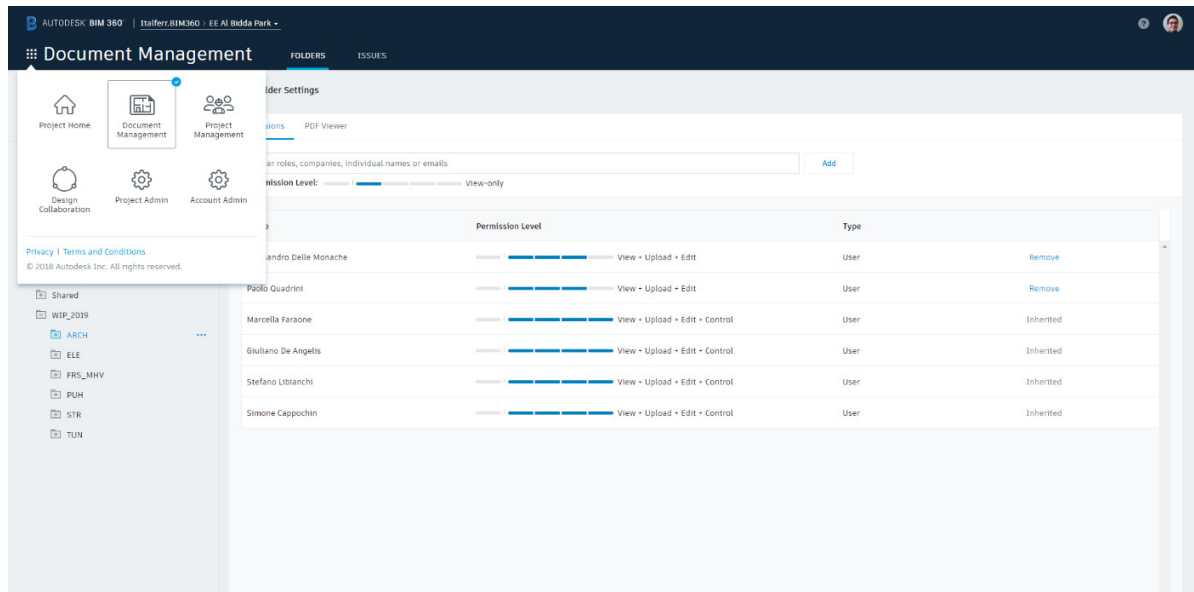 AUTODESK BIM 360 | Italferr.BIM360 > EE Al Bidda Park
Document Management FOLDERS ISSUES
lder Settings
Project Home Document Management Project Management
sions PDF Viewer
er roles, companies, individual names or emails Add
mission Level: View-only
Design Collaboration Project Admin Account Admin
Permission Level Type
Privacy | Terms and Conditions
© 2018 Autodesk Inc. All rights reserved.
andro Delle Monache View + Upload + Edit User Remove
Paolo Quadrini View + Upload + Edit User Remove
Marcella Faraone View + Upload + Edit + Control User Inherited
Giuliano De Angelis View + Upload + Edit + Control User Inherited
Stefano Libianchi View + Upload + Edit + Control User Inherited
Simone Cappochin View + Upload + Edit + Control User Inherited
Shared
WIP_2019
ARCH
ELE
FRS_MHV
PUH
STR
TUN